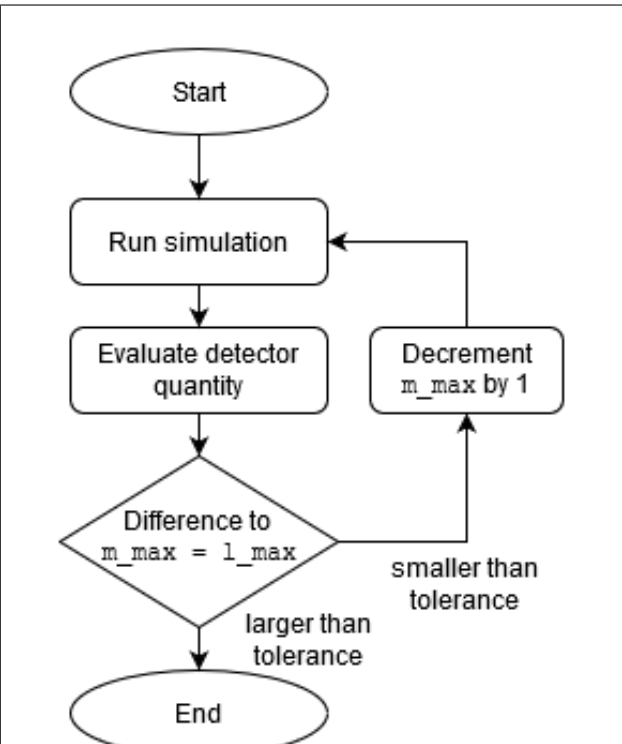 Start
Run simulation
Evaluate detector
quantity
Decrement
m_max by 1
Difference to
m_max = l_max
smaller than
tolerance
larger than
tolerance
End